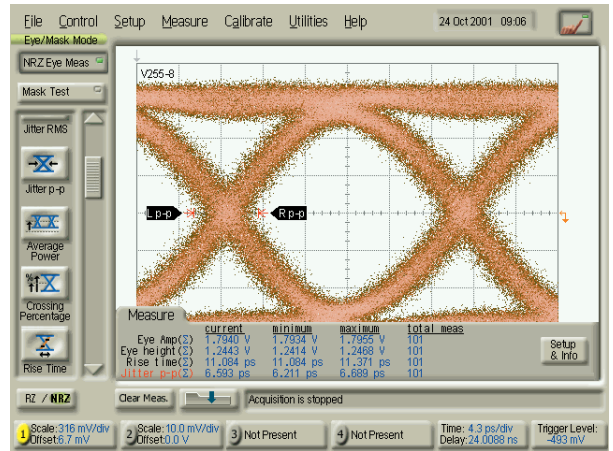 File Control Setup Measure Calibrate Utilities Help 24 Oct 2001 09:06
Eye/Mask Mode
NRZ Eye Meas
Mask Test
Jitter RMS
Jitter p-p
Average
Power
Crossing
Percentage
Rise Time
RZ / NRZ
V255-8
L p-p
R p-p
Measure
current minimum maximum total meas
Eye Amp(Σ) 1.7940 V 1.7934 V 1.7955 V 101
Eye height(Σ) 1.2443 V 1.2414 V 1.2468 V 101
Rise time(Σ) 11.084 ps 11.084 ps 11.371 ps 101
Jitter p-p(Σ) 6.593 ps 6.211 ps 6.689 ps 101
Setup
& Info
Clear Meas.
Acquisition is stopped
1 Scale:316 mV/div
Offset:6.7 mV
2 Scale:10.0 mV/div
Offset:0.0 V
3 Not Present
4 Not Present
Time: 4.3 ps/div
Delay:24.0088 ns
Trigger Level:
-493 mV